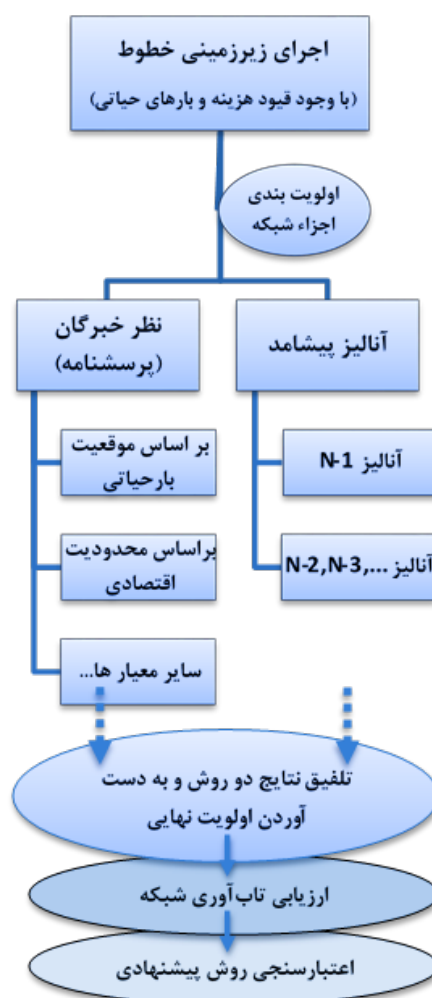 اجرای زیرزمینی خطوط
(با وجود قیود هزینه و بارهای حیاتی)
اولویت بندی
اجزاء شبکه
آنالیز پیشامد
آنالیز N-1
آنالیز N-2,N-3,...
نظر خبرگان
(پرسشنامه)
بر اساس موقعیت
بارحیاتی
براساس محدودیت
اقتصادی
سایر معیار ها...
تلفیق نتایج دو روش و به دست
آوردن اولویت نهایی
ارزیابی تاب‌آوری شبکه
اعتبارسنجی روش پیشنهادی